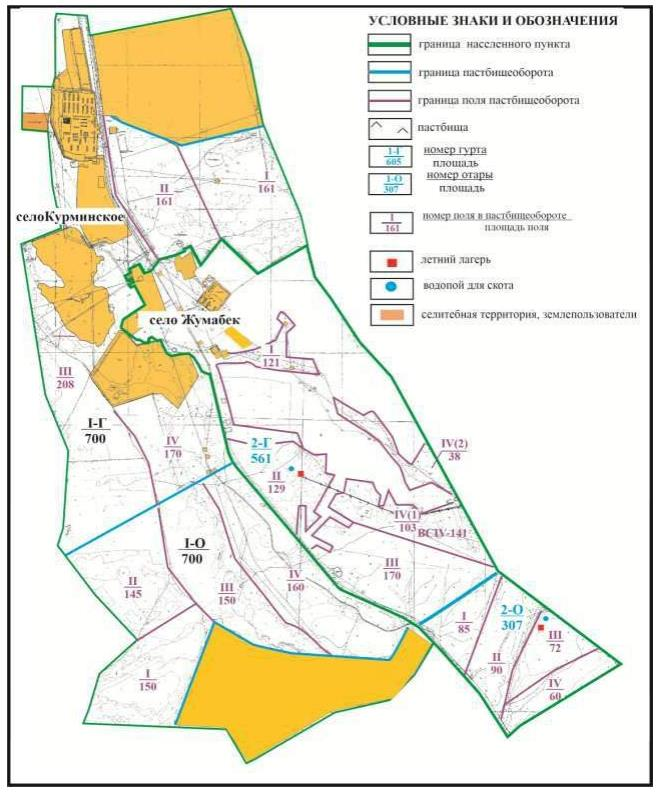 УСЛОВНЫЕ ЗНАКИ И ОБОЗНАЧЕНИЯ
граница населенного пункта
граница пастбищеоборота
граница поля пастбищеоборота
пастбища
1-Г
605
номер гурта
площадь
1-О
307
номер отары
площадь
I
161
номер поля в пастбищеобороте
площадь поля
летний лагерь
водопой для скота
селитебная территория, землепользователи
I
161
II
161
селоКурминское
село Жумабек
I
121
III
208
I-Г
700
IV
170
2-Г
561
II
129
IV(2)
38
IV(1)
103
ВСIV-141
I-О
700
III
170
II
145
III
150
IV
160
I
85
2-О
307
III
72
II
90
IV
60
I
150